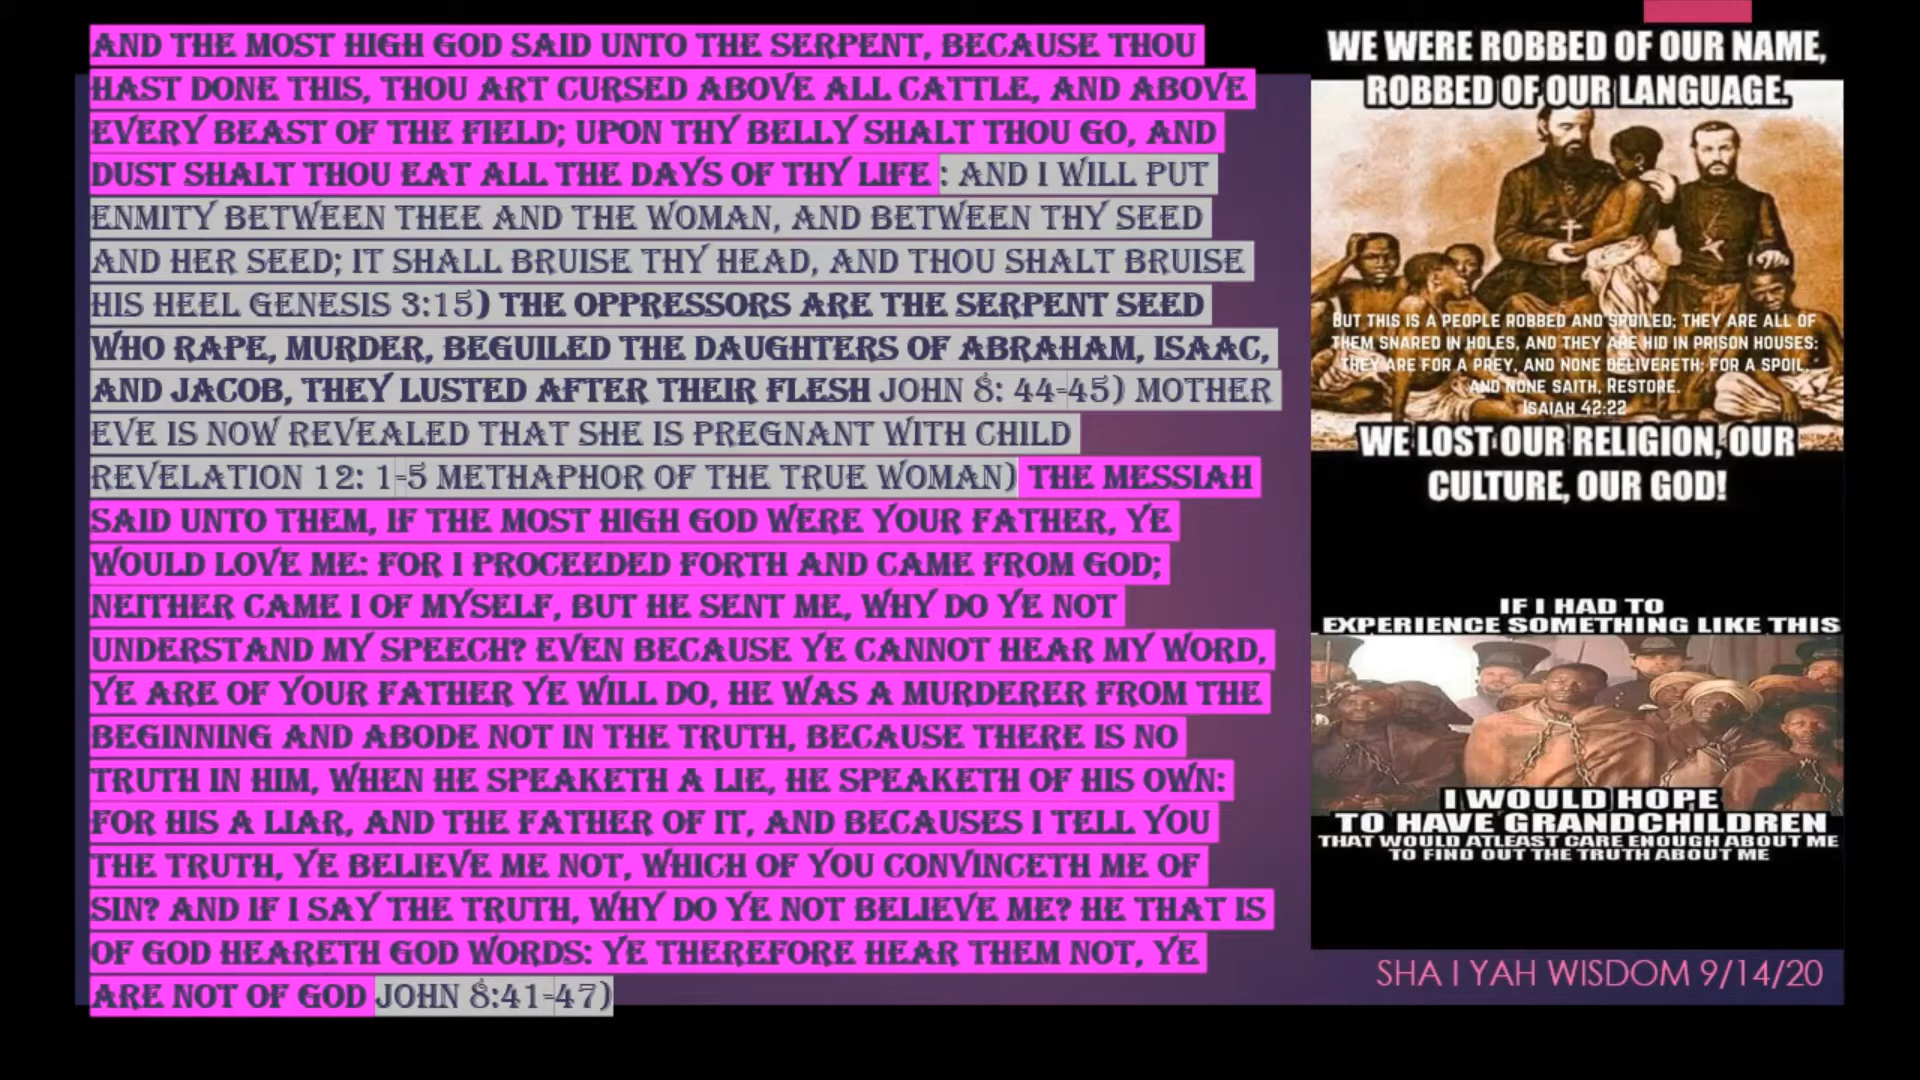 AND THE MOST HIGH GOD SAID UNTO THE SERPENT, BECAUSE THOU
HAST DONE THIS, THOU ART CURSED ABOVE ALL CATTLE, AND ABOVE
EVERY BEAST OF THE FIELD; UPON THY BELLY SHALT THOU GO, AND
DUST SHALT THOU EAT ALL THE DAYS OF THY LIFE : AND I WILL PUT
ENMITY BETWEEN THEE AND THE WOMAN, AND BETWEEN THY SEED
AND HER SEED; IT SHALL BRUISE THY HEAD, AND THOU SHALT BRUISE
HIS HEEL GENESIS 3:15) THE OPPRESSORS ARE THE SERPENT SEED
WHO RAPE, MURDER, BEGUILED THE DAUGHTERS OF ABRAHAM, ISAAC,
AND JACOB, THEY LUSTED AFTER THEIR FLESH JOHN 8: 44-45) MOTHER
EVE IS NOW REVEALED THAT SHE IS PREGNANT WITH CHILD
REVELATION 12: 1-5 METHAPHOR OF THE TRUE WOMAN) THE MESSIAH
SAID UNTO THEM, IF THE MOST HIGH GOD WERE YOUR FATHER, YE
WOULD LOVE ME: FOR I PROCEEDED FORTH AND CAME FROM GOD;
NEITHER CAME I OF MYSELF, BUT HE SENT ME, WHY DO YE NOT
UNDERSTAND MY SPEECH? EVEN BECAUSE YE CANNOT HEAR MY WORD,
YE ARE OF YOUR FATHER YE WILL DO, HE WAS A MURDERER FROM THE
BEGINNING AND ABODE NOT IN THE TRUTH, BECAUSE THERE IS NO
TRUTH IN HIM, WHEN HE SPEAKETH A LIE, HE SPEAKETH OF HIS OWN:
FOR HIS A LIAR, AND THE FATHER OF IT, AND BECAUSES I TELL YOU
THE TRUTH, YE BELIEVE ME NOT, WHICH OF YOU CONVINCETH ME OF
SIN? AND IF I SAY THE TRUTH, WHY DO YE NOT BELIEVE ME? HE THAT IS
OF GOD HEARETH GOD WORDS: YE THEREFORE HEAR THEM NOT, YE
ARE NOT OF GOD JOHN 8:41-47)
WE WERE ROBBED OF OUR NAME,
ROBBED OF OUR LANGUAGE.
BUT THIS IS A PEOPLE ROBBED AND SPOILED; THEY ARE ALL OF
THEM SNARED IN HOLES, AND THEY ARE HID IN PRISON HOUSES:
THEY ARE FOR A PREY, AND NONE DELIVERETH; FOR A SPOIL,
AND NONE SAITH, RESTORE.
ISAIAH 42:22
WE LOST OUR RELIGION, OUR
CULTURE, OUR GOD!
IF I HAD TO
EXPERIENCE SOMETHING LIKE THIS
I WOULD HOPE
TO HAVE GRANDCHILDREN
THAT WOULD ATLEAST CARE ENOUGH ABOUT ME
TO FIND OUT THE TRUTH ABOUT ME
SHA I YAH WISDOM 9/14/20